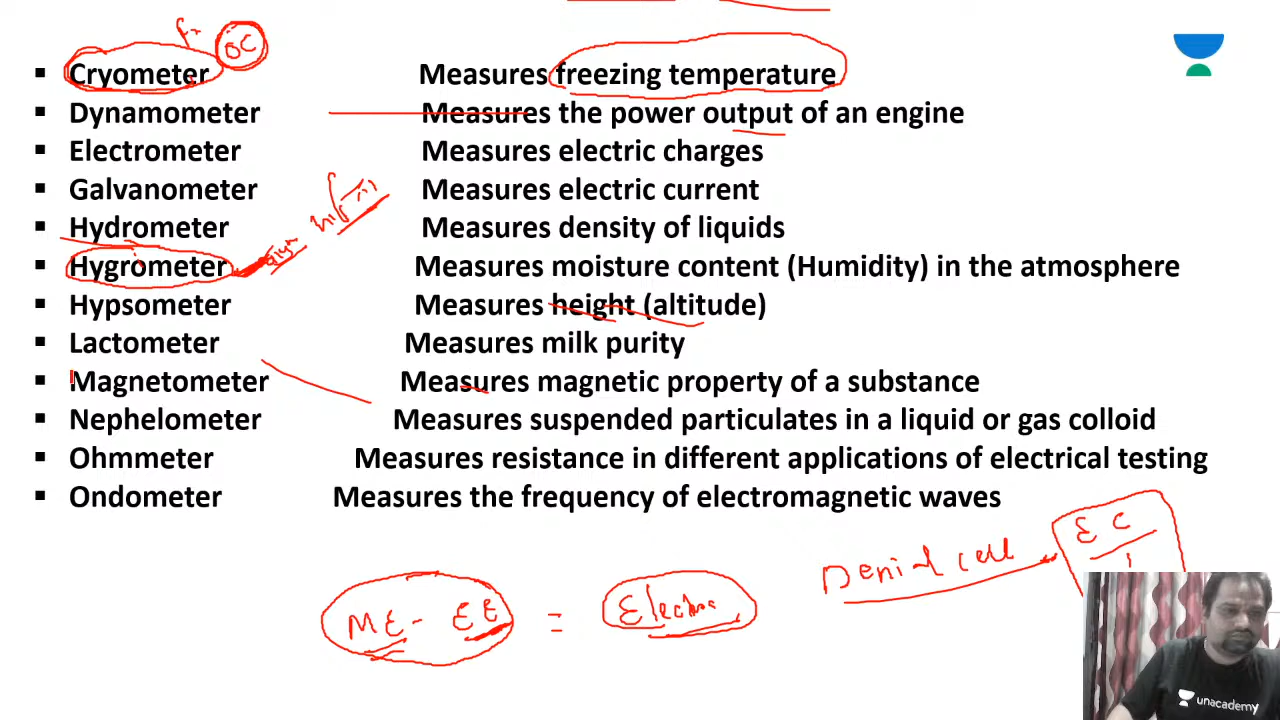 0C
Cryometer Measures freezing temperature
Dynamometer Measures the power output of an engine
Electrometer Measures electric charges
Galvanometer Measures electric current
Hydrometer Measures density of liquids
Hygrometer Measures moisture content (Humidity) in the atmosphere
Hypsometer Measures height (altitude)
Lactometer Measures milk purity
Magnetometer Measures magnetic property of a substance
Nephelometer Measures suspended particulates in a liquid or gas colloid
Ohmmeter Measures resistance in different applications of electrical testing
Ondometer Measures the frequency of electromagnetic waves
Denial cell EC
ME - EE = Electric
unacademy